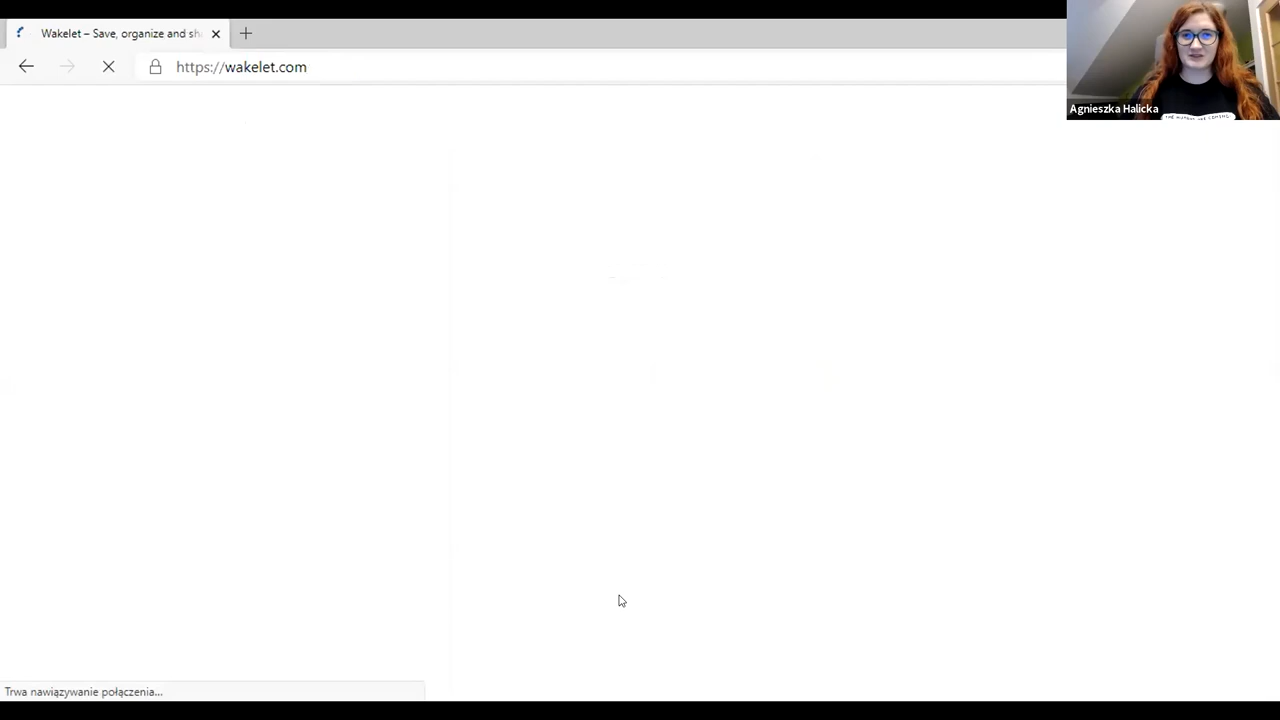 Wakelet – Save, organize and sh
https://wakelet.com
Agnieszka Halicka
Trwa nawiązywanie połączenia...